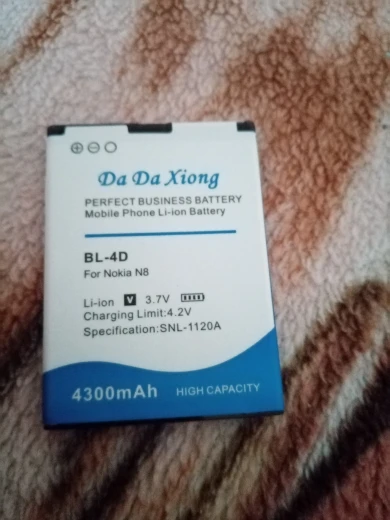 Da Da Xiong
PERFECT BUSINESS BATTERY
Mobile Phone Li-ion Battery
BL-4D
For Nokia N8
Li-ion V 3.7V
Charging Limit:4.2V
Specification:SNL-1120A
4300mAh HIGH CAPACITY